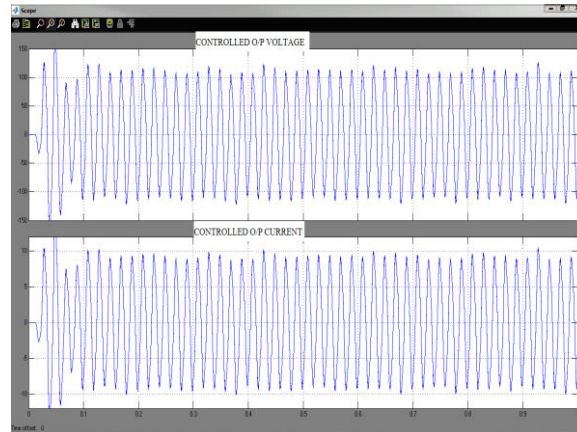 Scope
CONTROLLED O/P VOLTAGE
150
100
50
0
-50
-100
-150
CONTROLLED O/P CURRENT
10
5
0
-5
-10
0 0.1 0.2 0.3 0.4 0.5 0.6 0.7 0.8 0.9
Time offset: 0